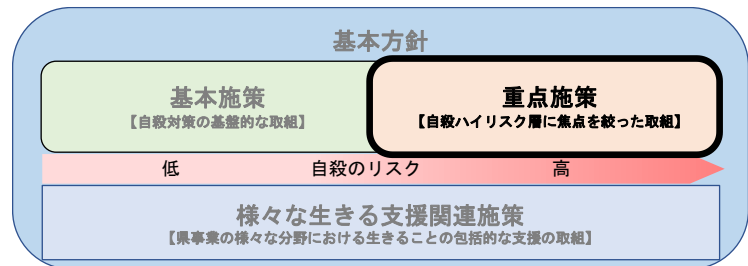 基本方針
基本施策
【自殺対策の基盤的な取組】
重点施策
【自殺ハイリスク層に焦点を絞った取組】
低 自殺のリスク 高
様々な生きる支援関連施策
【県事業の様々な分野における生きることの包括的な支援の取組】